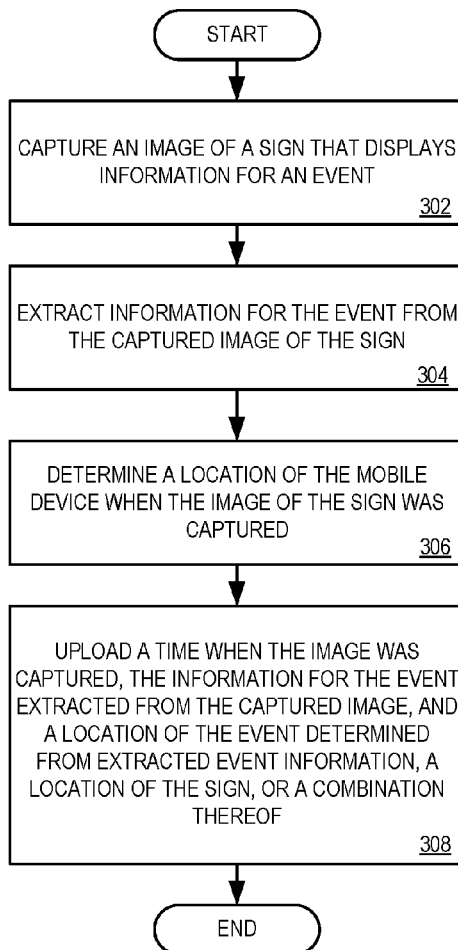 START
CAPTURE AN IMAGE OF A SIGN THAT DISPLAYS
INFORMATION FOR AN EVENT
302
EXTRACT INFORMATION FOR THE EVENT FROM
THE CAPTURED IMAGE OF THE SIGN
304
DETERMINE A LOCATION OF THE MOBILE
DEVICE WHEN THE IMAGE OF THE SIGN WAS
CAPTURED
306
UPLOAD A TIME WHEN THE IMAGE WAS
CAPTURED, THE INFORMATION FOR THE EVENT
EXTRACTED FROM THE CAPTURED IMAGE, AND
A LOCATION OF THE EVENT DETERMINED
FROM EXTRACTED EVENT INFORMATION, A
LOCATION OF THE SIGN, OR A COMBINATION
THEREOF
308
END